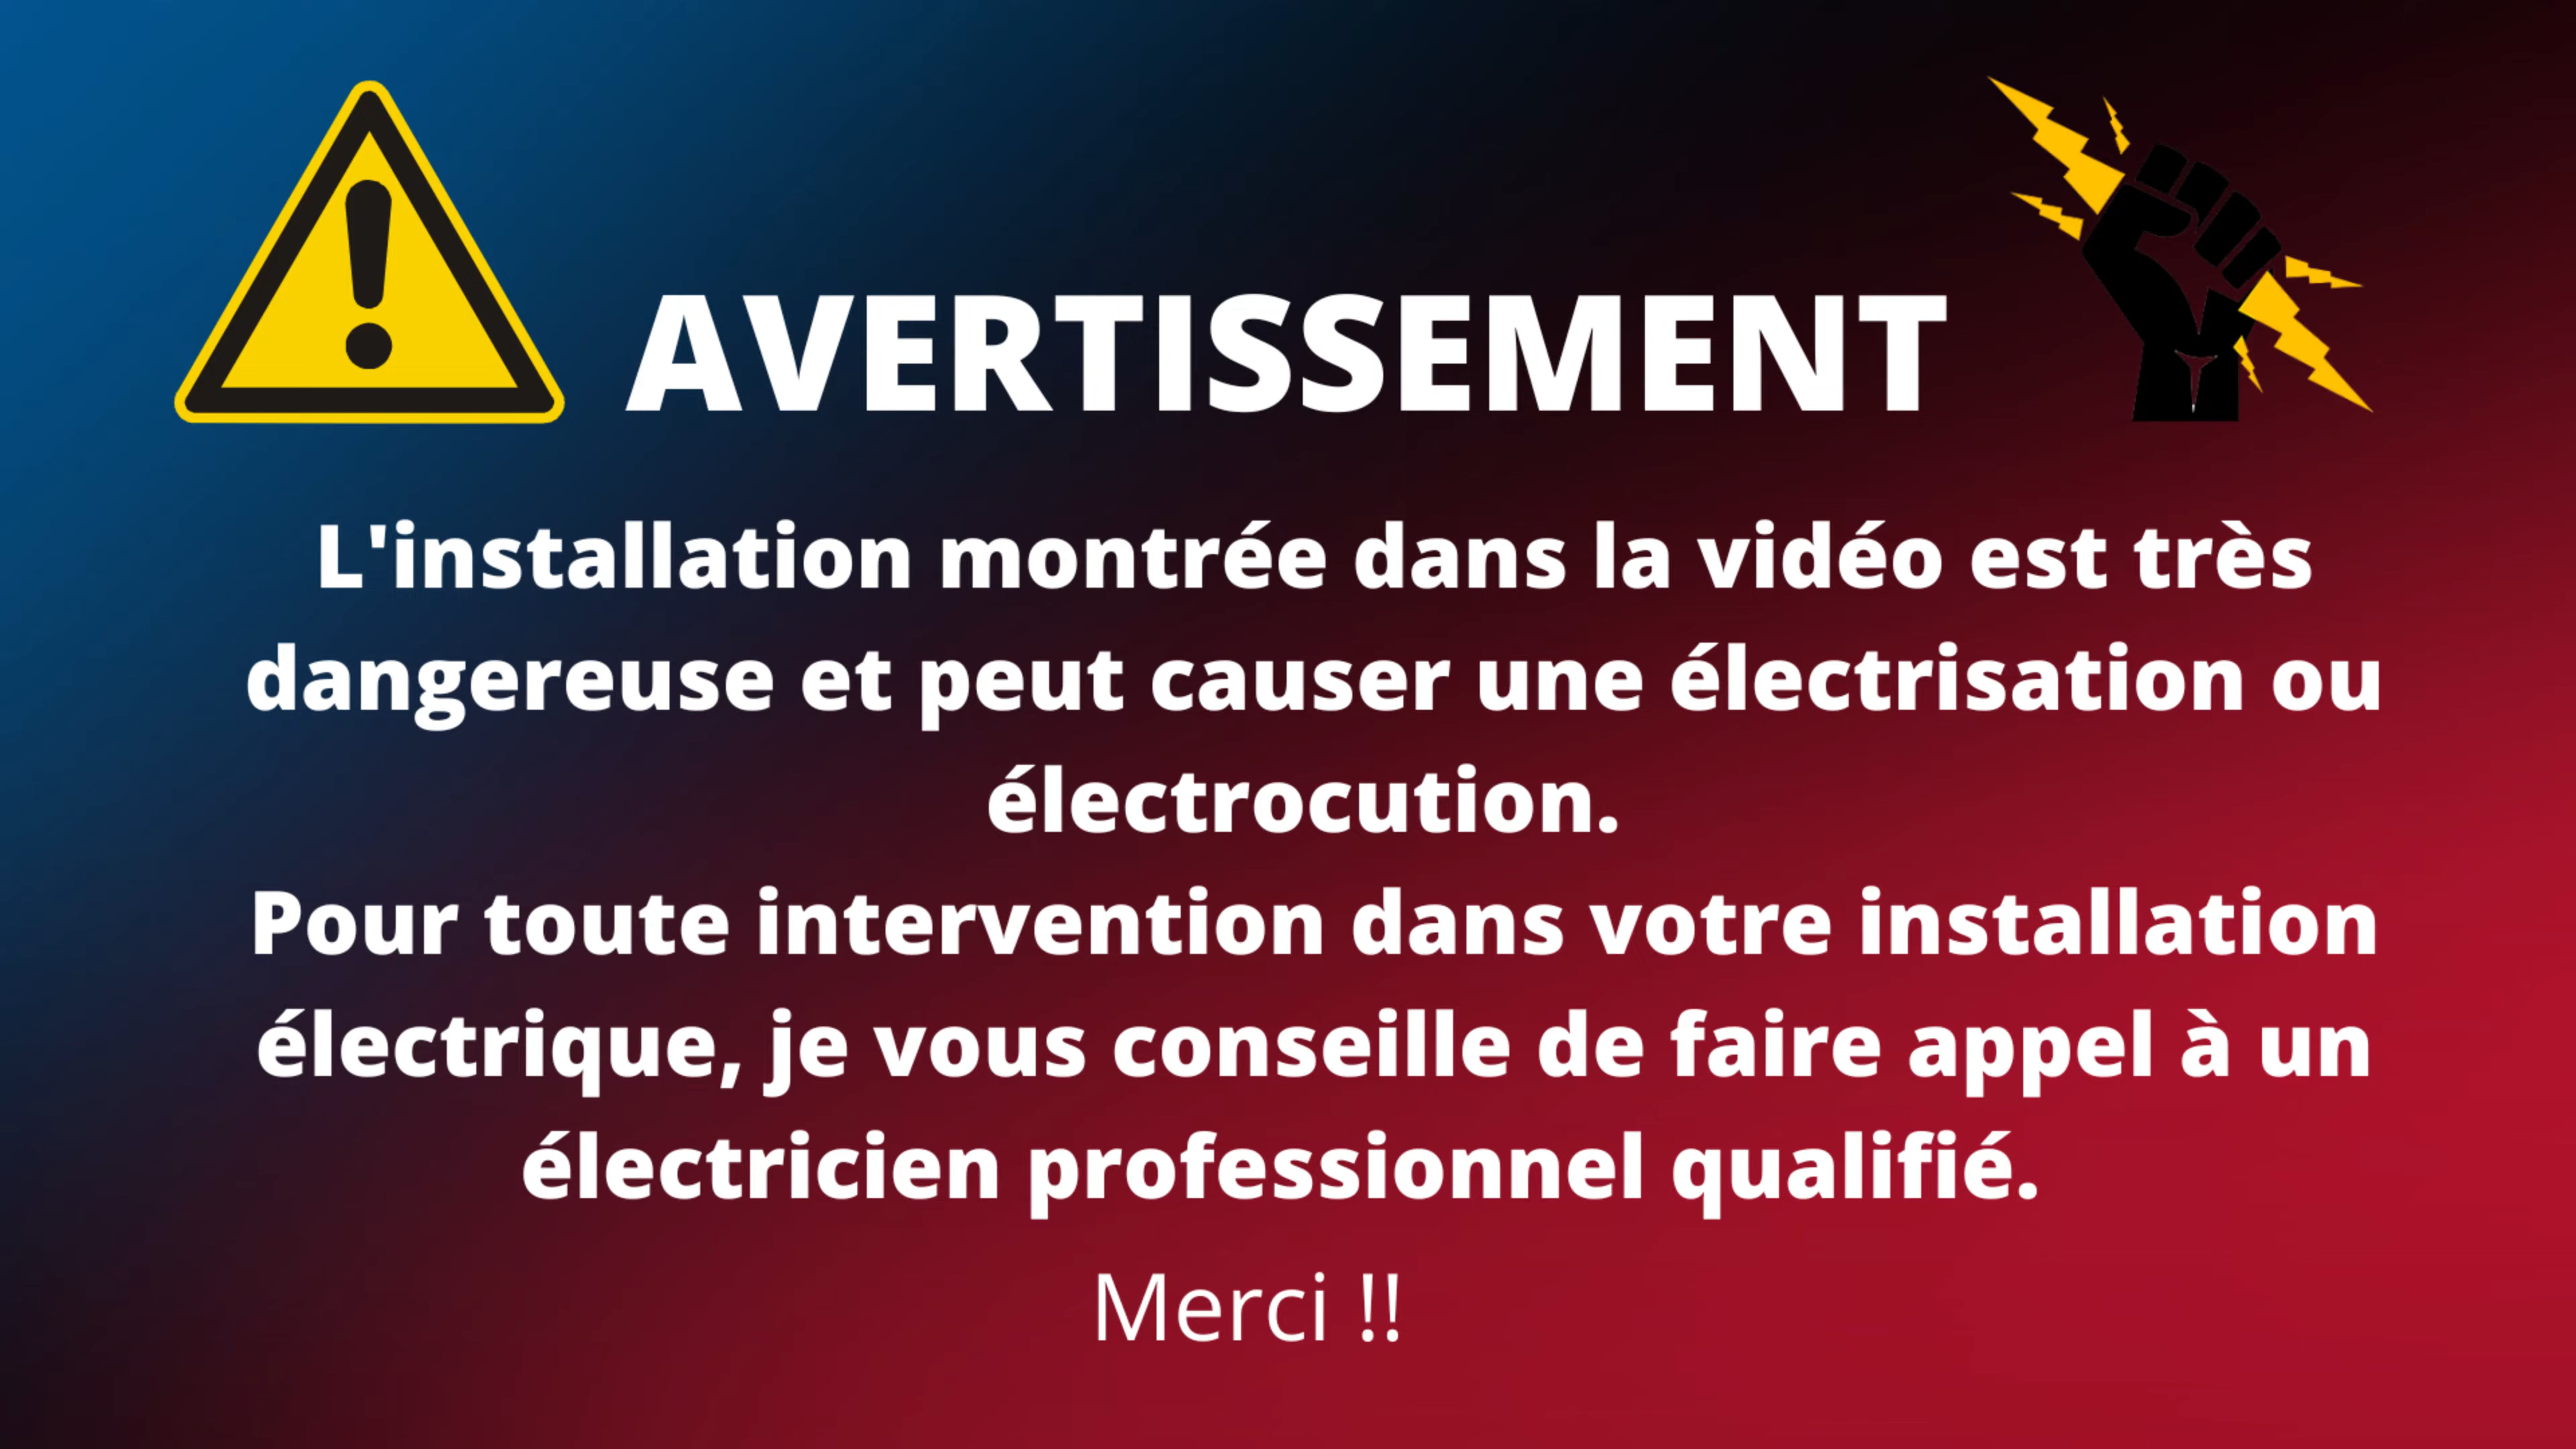 AVERTISSEMENT
L'installation montrée dans la vidéo est très
dangereuse et peut causer une électrisation ou
électrocution.
Pour toute intervention dans votre installation
électrique, je vous conseille de faire appel à un
électricien professionnel qualifié.
Merci !!